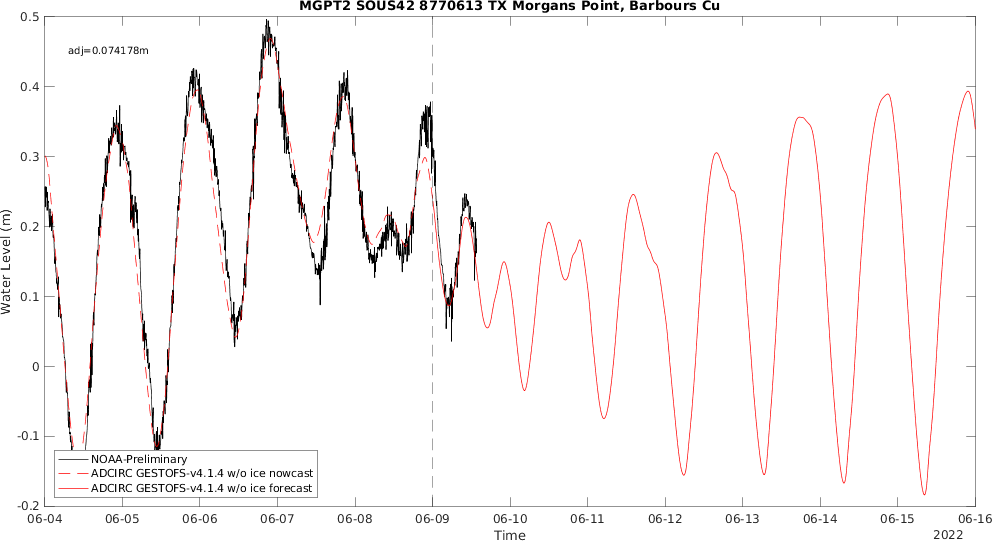 MGPT2 SOUS42 8770613 TX Morgans Point, Barbours Cu
adj=0.074178m
0.5
0.4
0.3
0.2
0.1
0
-0.1
-0.2
Water Level (m)
NOAA-Preliminary
ADCIRC GESTOFS-v4.1.4 w/o ice nowcast
ADCIRC GESTOFS-v4.1.4 w/o ice forecast
06-04 06-05 06-06 06-07 06-08 06-09 06-10 06-11 06-12 06-13 06-14 06-15 06-16
Time
2022